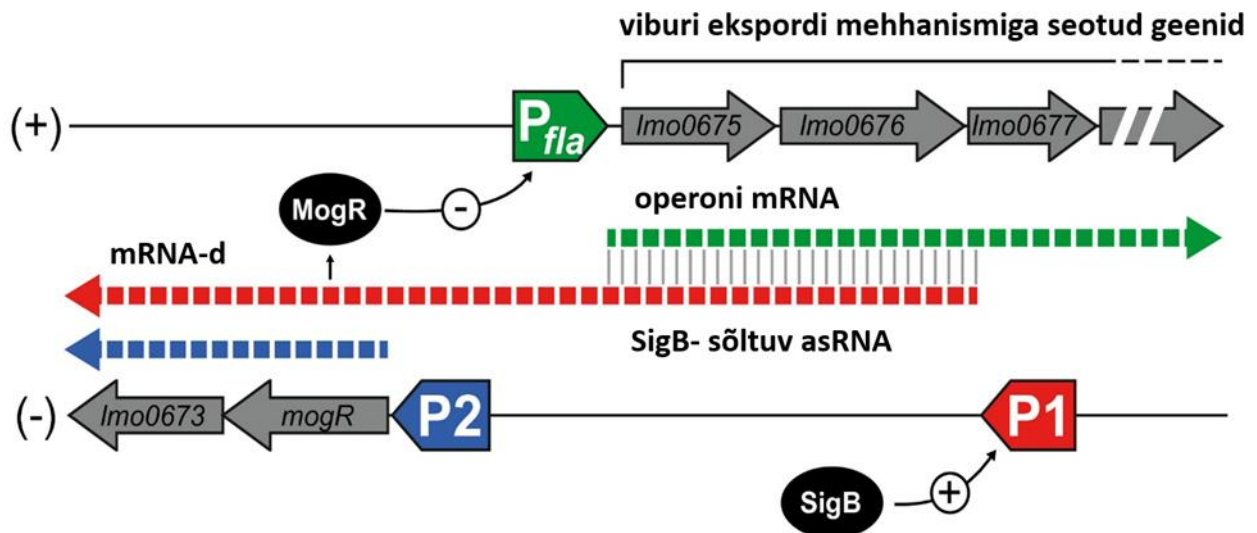 viburi ekspordi mehhanismiga seotud geenid
(+)
Pfla
lmo0675
lmo0676
lmo0677
MogR
-
operoni mRNA
mRNA-d
SigB- sõltuv asRNA
(-)
lmo0673
mogR
P2
P1
SigB
+